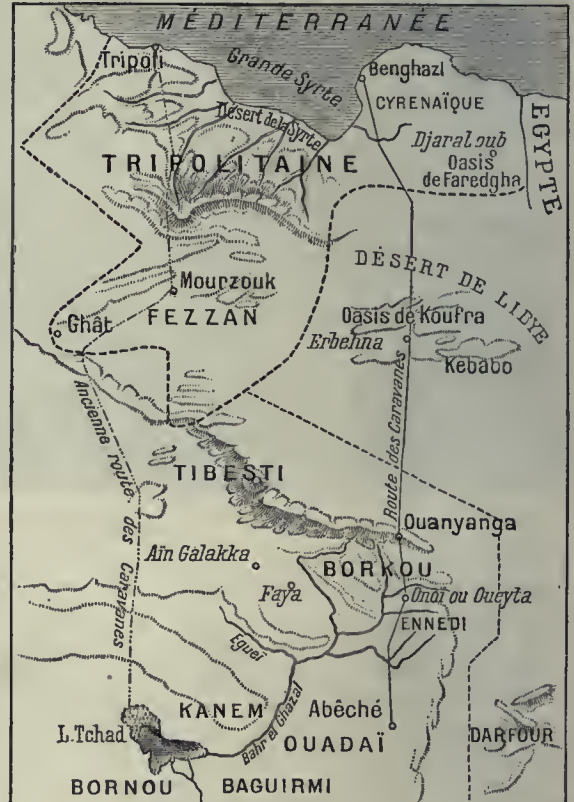 MÉDITERRANÉE
Tripoli
Grande Syrte
Benghazi
CYRENAÏQUE
EGYPTE
Désert de la Syrte
Djaraloub
Oasis
de Faredgha
TRIPOLITAINE
DÉSERT DE LIBYE
Mourzouk
FEZZAN
Ghât
Oasis de Koufra
Erbehna
Kebabo
Ancienne route des Caravanes
Route des Caravanes
TIBESTI
Ouanyanga
Aïn Galakka
BORKOU
Faya
Onoï ou Oueyta
ENNEDI
Egueï
KANEM
Bahr el Ghazal
Abêché
L. Tchad
OUADAÏ
DARFOUR
BORNOU
BAGUIRMI